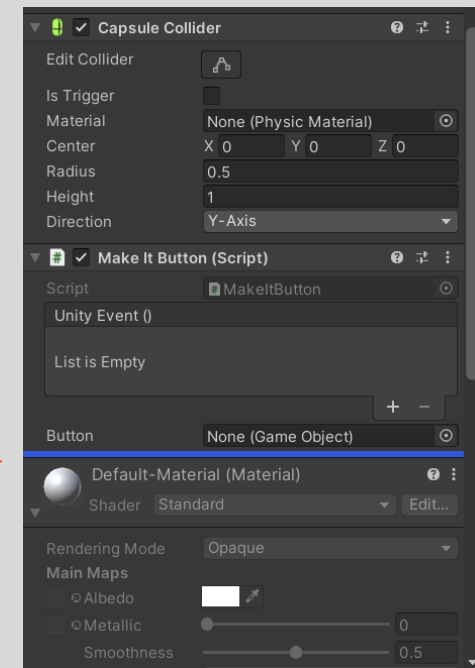 Capsule Collider
Edit Collider
Is Trigger
Material None (Physic Material)
Center X 0 Y 0 Z 0
Radius 0.5
Height 1
Direction Y-Axis
# Make It Button (Script)
Script # MakeItButton
Unity Event ()
List is Empty
+ −
Button None (Game Object)
Default-Material (Material)
Shader Standard Edit...
Rendering Mode Opaque
Main Maps
Albedo
Metallic 0
Smoothness 0.5